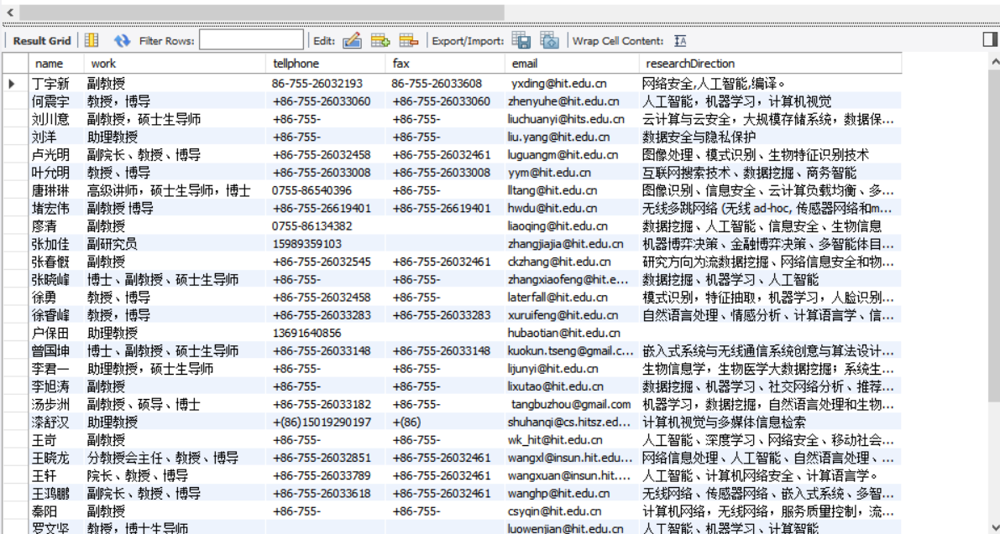 Result Grid Filter Rows: Edit: Export/Import: Wrap Cell Content:
name work tellphone fax email researchDirection
丁宇新 副教授 86-755-26032193 86-755-26033608 yxding@hit.edu.cn 网络安全,人工智能,编译。
何震宇 教授，博导 +86-755-26033060 +86-755-26033060 zhenyuhe@hit.edu.cn 人工智能，机器学习，计算机视觉
刘川意 副教授，硕士生导师 +86-755- +86-755- liuchuanyi@hits.edu.cn 云计算与云安全，大规模存储系统，数据保...
刘洋 助理教授 +86-755- +86-755- liu.yang@hit.edu.cn 数据安全与隐私保护
卢光明 副院长、教授、博导 +86-755-26032458 +86-755-26032461 luguangm@hit.edu.cn 图像处理、模式识别、生物特征识别技术
叶允明 教授、博导 +86-755-26033008 +86-755-26033008 yym@hit.edu.cn 互联网搜索技术、数据挖掘、商务智能
唐琳琳 高级讲师，硕士生导师，博士 0755-86540396 +86-755- lltang@hit.edu.cn 图像识别、信息安全、云计算负载均衡、多...
堵宏伟 副教授 博导 +86-755-26619401 +86-755-26619401 hwdu@hit.edu.cn 无线多跳网络 (无线 ad-hoc, 传感器网络和m...
廖清 副教授 0755-86134382 liaoqing@hit.edu.cn 数据挖掘、人工智能、信息安全、生物信息
张加佳 副研究员 15989359103 zhangjiajia@hit.edu.cn 机器博弈决策、金融博弈决策、多智能体目...
张春慨 副教授 +86-755-26032545 +86-755-26032461 ckzhang@hit.edu.cn 研究方向为流数据挖掘、网络信息安全和物...
张晓峰 博士、副教授、硕士生导师 +86-755- +86-755- zhangxiaofeng@hit.e... 数据挖掘、机器学习、人工智能
徐勇 教授、博导 +86-755-26032458 +86-755- laterfall@hit.edu.cn 模式识别，特征抽取，机器学习，人脸识别...
徐睿峰 教授，博导 +86-755-26033283 +86-755-26033283 xuruifeng@hit.edu.cn 自然语言处理、情感分析、计算语言学、信...
户保田 助理教授 13691640856 hubaotian@hit.edu.cn
曾国坤 博士、副教授、硕士生导师 +86-755-26033148 +86-755-26033148 kuokun.tseng@gmail.c... 嵌入式系统与无线通信系统创意与算法设计...
李君一 助理教授，硕士生导师 +86-755- +86-755- lijunyi@hit.edu.cn 生物信息学，生物医学大数据挖掘；系统生...
李旭涛 副教授 +86-755- +86-755- lixutao@hit.edu.cn 数据挖掘、机器学习、社交网络分析、推荐...
汤步洲 副教授、硕导、博士 +86-755-26033182 +86-755- tangbuzhou@gmail.com 机器学习，数据挖掘，自然语言处理和生物...
漆舒汉 助理教授 +(86)15019290197 +(86) shuhanqi@cs.hitsz.ed... 计算机视觉与多媒体信息检索
王岢 副教授 +86-755- +86-755- wk_hit@hit.edu.cn 人工智能、深度学习、网络安全、移动社会...
王晓龙 分教授会主任、教授、博导 +86-755-26032851 +86-755-26032461 wangxl@insun.hit.edu... 网络信息处理、人工智能、自然语言处理、...
王轩 院长、教授、博导 +86-755-26033789 +86-755-26032461 wangxuan@insun.hit.... 人工智能、计算机网络安全、计算语言学。
王鸿鹏 副院长、教授、博导 +86-755-26033618 +86-755-26032461 wanghp@hit.edu.cn 无线网络、传感器网络、嵌入式系统、多智...
秦阳 副教授 +86-755- +86-755- csyqin@hit.edu.cn 计算机网络，无线网络，服务质量控制，流...
罗文坚 教授，博士生导师 luowenjian@hit.edu.cn 人工智能、机器学习、计算智能